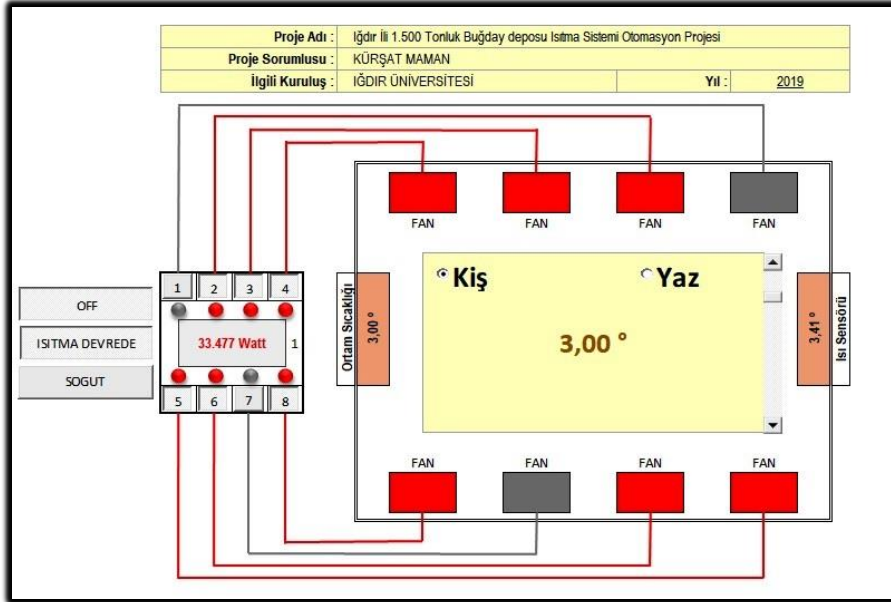 Proje Adı : Iğdır İli 1.500 Tonluk Buğday deposu Isıtma Sistemi Otomasyon Projesi
Proje Sorumlusu : KÜRŞAT MAMAN
İlgili Kuruluş : IĞDIR ÜNİVERSİTESİ Yıl : 2019
FAN FAN FAN FAN
1 2 3 4
OFF
ISITMA DEVREDE
SOGUT
33.477 Watt 1
5 6 7 8
Ortam Sıcaklığı
3,00 º
Kiş Yaz
3,00 °
3,41 º
Isı Sensörü
FAN FAN FAN FAN